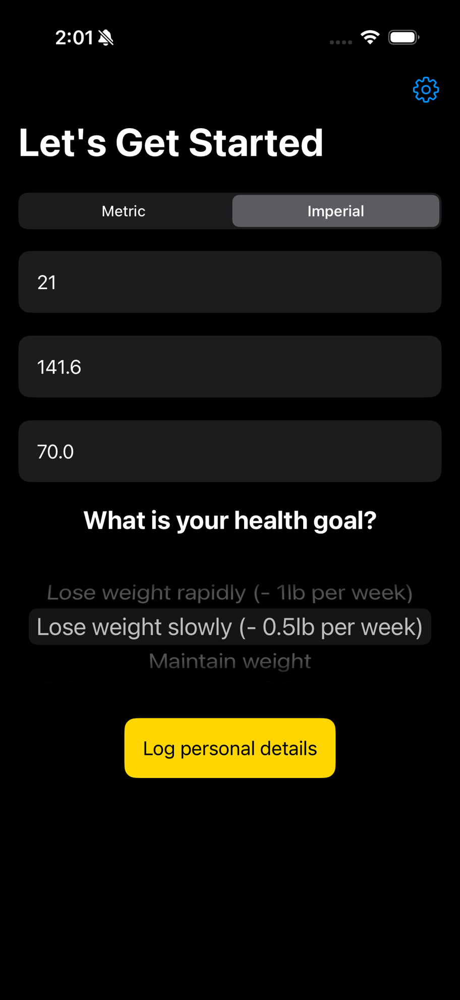 2:01
Let's Get Started
Metric Imperial
21
141.6
70.0
What is your health goal?
Lose weight rapidly (- 1lb per week)
Lose weight slowly (- 0.5lb per week)
Maintain weight
Log personal details